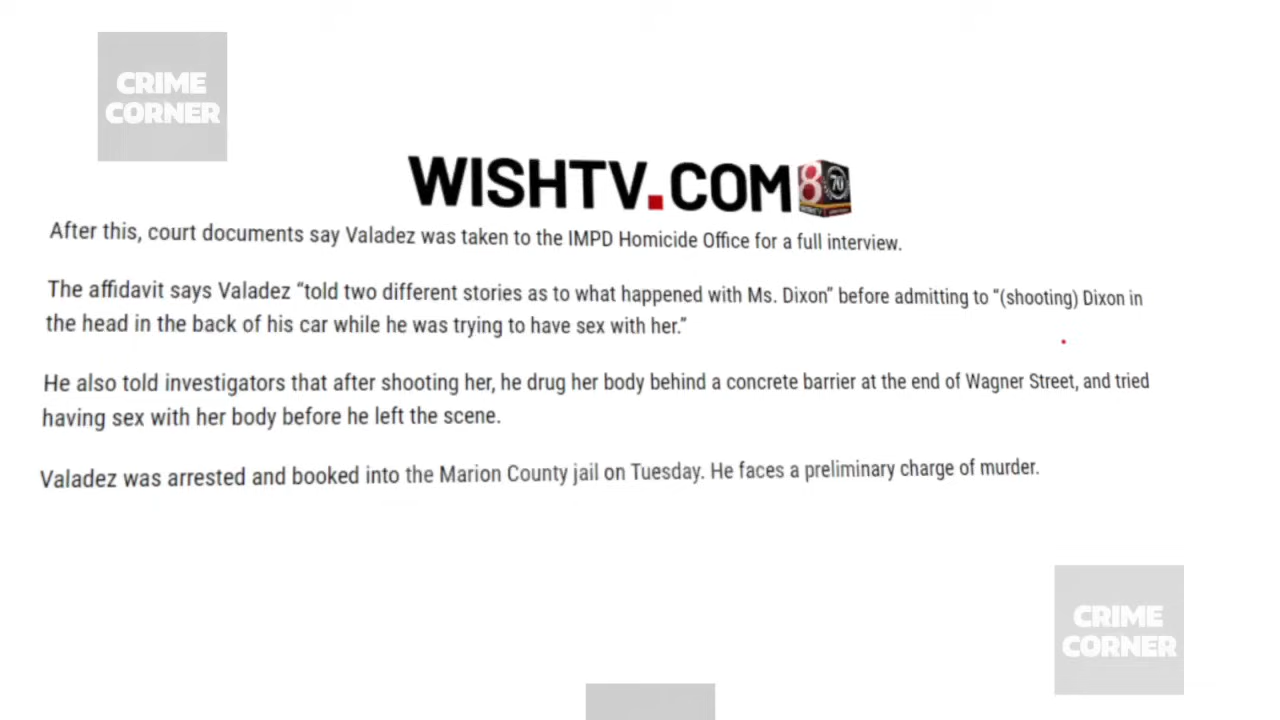 CRIME
CORNER
WISHTV.COM 8 70
After this, court documents say Valadez was taken to the IMPD Homicide Office for a full interview.
The affidavit says Valadez “told two different stories as to what happened with Ms. Dixon” before admitting to “(shooting) Dixon in
the head in the back of his car while he was trying to have sex with her.”
He also told investigators that after shooting her, he drug her body behind a concrete barrier at the end of Wagner Street, and tried
having sex with her body before he left the scene.
Valadez was arrested and booked into the Marion County jail on Tuesday. He faces a preliminary charge of murder.
CRIME
CORNER